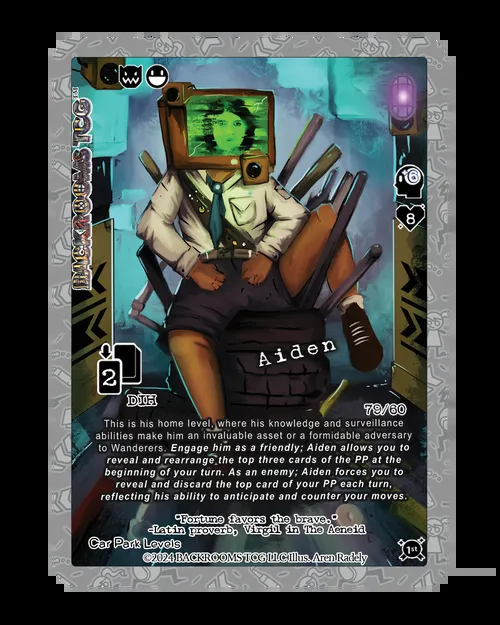 BACKROOMS TCG™
6
8
Aiden
2
DIH
79/60
This is his home level, where his knowledge and surveillance
abilities make him an invaluable asset or a formidable adversary
to Wanderers. Engage him as a friendly; Aiden allows you to
reveal and rearrange the top three cards of the PP at the
beginning of your turn. As an enemy; Aiden forces you to
reveal and discard the top card of your PP each turn,
reflecting his ability to anticipate and counter your moves.
"Fortune favors the brave."
-Latin proverb, Virgil in The Aeneid
Car Park Levels
©2024 BACKROOMS TCG LLC Illus. Aren Radely
1st